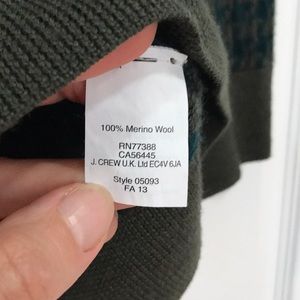 100% Merino Wool
RN77388
CA56445
J. CREW U.K. Ltd EC4V 6JA
Style 05093
FA 13